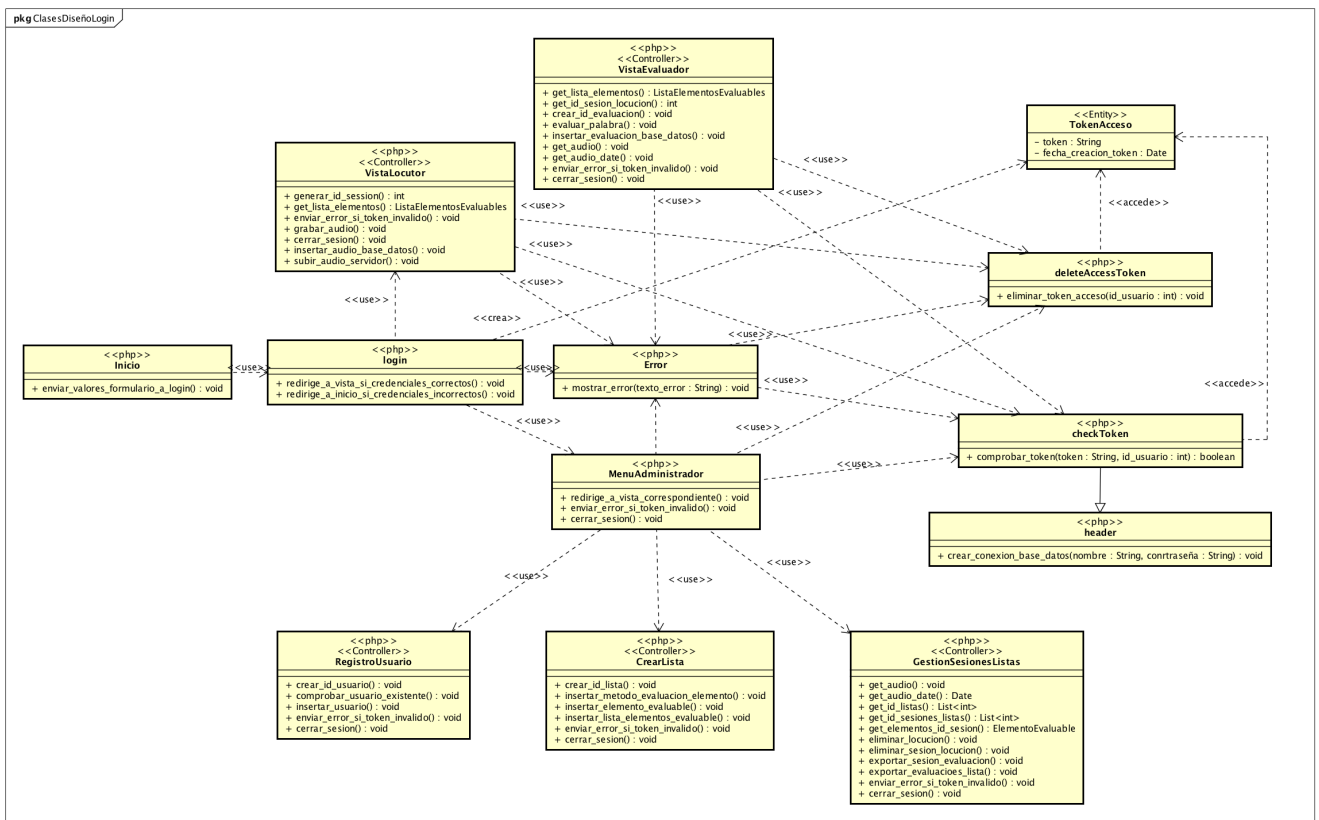 pkg ClasesDiseñoLogin
<<php>>
<<Controller>>
VistaEvaluador
+ get_lista_elementos() : ListaElementosEvaluables
+ get_id_sesion_locucion() : int
+ crear_id_evaluacion() : void
+ evaluar_palabra() : void
+ insertar_evaluacion_base_datos() : void
+ get_audio() : void
+ get_audio_date() : void
+ enviar_error_si_token_invalido() : void
+ cerrar_sesion() : void
<<Entity>>
TokenAcceso
- token : String
- fecha_creacion_token : Date
<<php>>
<<Controller>>
VistaLocutor
+ generar_id_session() : int
+ get_lista_elementos() : ListaElementosEvaluables
+ enviar_error_si_token_invalido() : void
+ grabar_audio() : void
+ cerrar_sesion() : void
+ insertar_audio_base_datos() : void
+ subir_audio_servidor() : void
<<use>>
<<use>>
<<use>>
<<use>>
<<accede>>
<<use>>
<<php>>
deleteAccessToken
+ eliminar_token_acceso(id_usuario : int) : void
<<use>>
<<use>>
<<crea>>
<<use>>
<<php>>
Inicio
+ enviar_valores_formulario_a_login() : void
<<use>>
<<php>>
login
+ redirige_a_vista_si_credenciales_correctos() : void
+ redirige_a_inicio_si_credenciales_incorrectos() : void
<<use>>
<<php>>
Error
+ mostrar_error(texto_error : String) : void
<<use>>
<<accede>>
<<use>>
<<use>>
<<php>>
checkToken
+ comprobar_token(token : String, id_usuario : int) : boolean
<<php>>
MenuAdministrador
+ redirige_a_vista_correspondiente() : void
+ enviar_error_si_token_invalido() : void
+ cerrar_sesion() : void
<<use>>
<<php>>
header
+ crear_conexion_base_datos(nombre : String, conrtraseña : String) : void
<<use>>
<<use>>
<<use>>
<<php>>
<<Controller>>
RegistroUsuario
+ crear_id_usuario() : void
+ comprobar_usuario_existente() : void
+ insertar_usuario() : void
+ enviar_error_si_token_invalido() : void
+ cerrar_sesion() : void
<<php>>
<<Controller>>
CrearLista
+ crear_id_lista() : void
+ insertar_metodo_evaluacion_elemento() : void
+ insertar_elemento_evaluable() : void
+ insertar_lista_elementos_evaluable() : void
+ enviar_error_si_token_invalido() : void
+ cerrar_sesion() : void
<<php>>
<<Controller>>
GestionSesionesListas
+ get_audio() : void
+ get_audio_date() : Date
+ get_id_listas() : List<int>
+ get_id_sesiones_listas() : List<int>
+ get_elementos_id_sesion() : ElementoEvaluable
+ eliminar_locucion() : void
+ eliminar_sesion_locucion() : void
+ exportar_sesion_evaluacion() : void
+ exportar_evaluacioes_lista() : void
+ enviar_error_si_token_invalido() : void
+ cerrar_sesion() : void